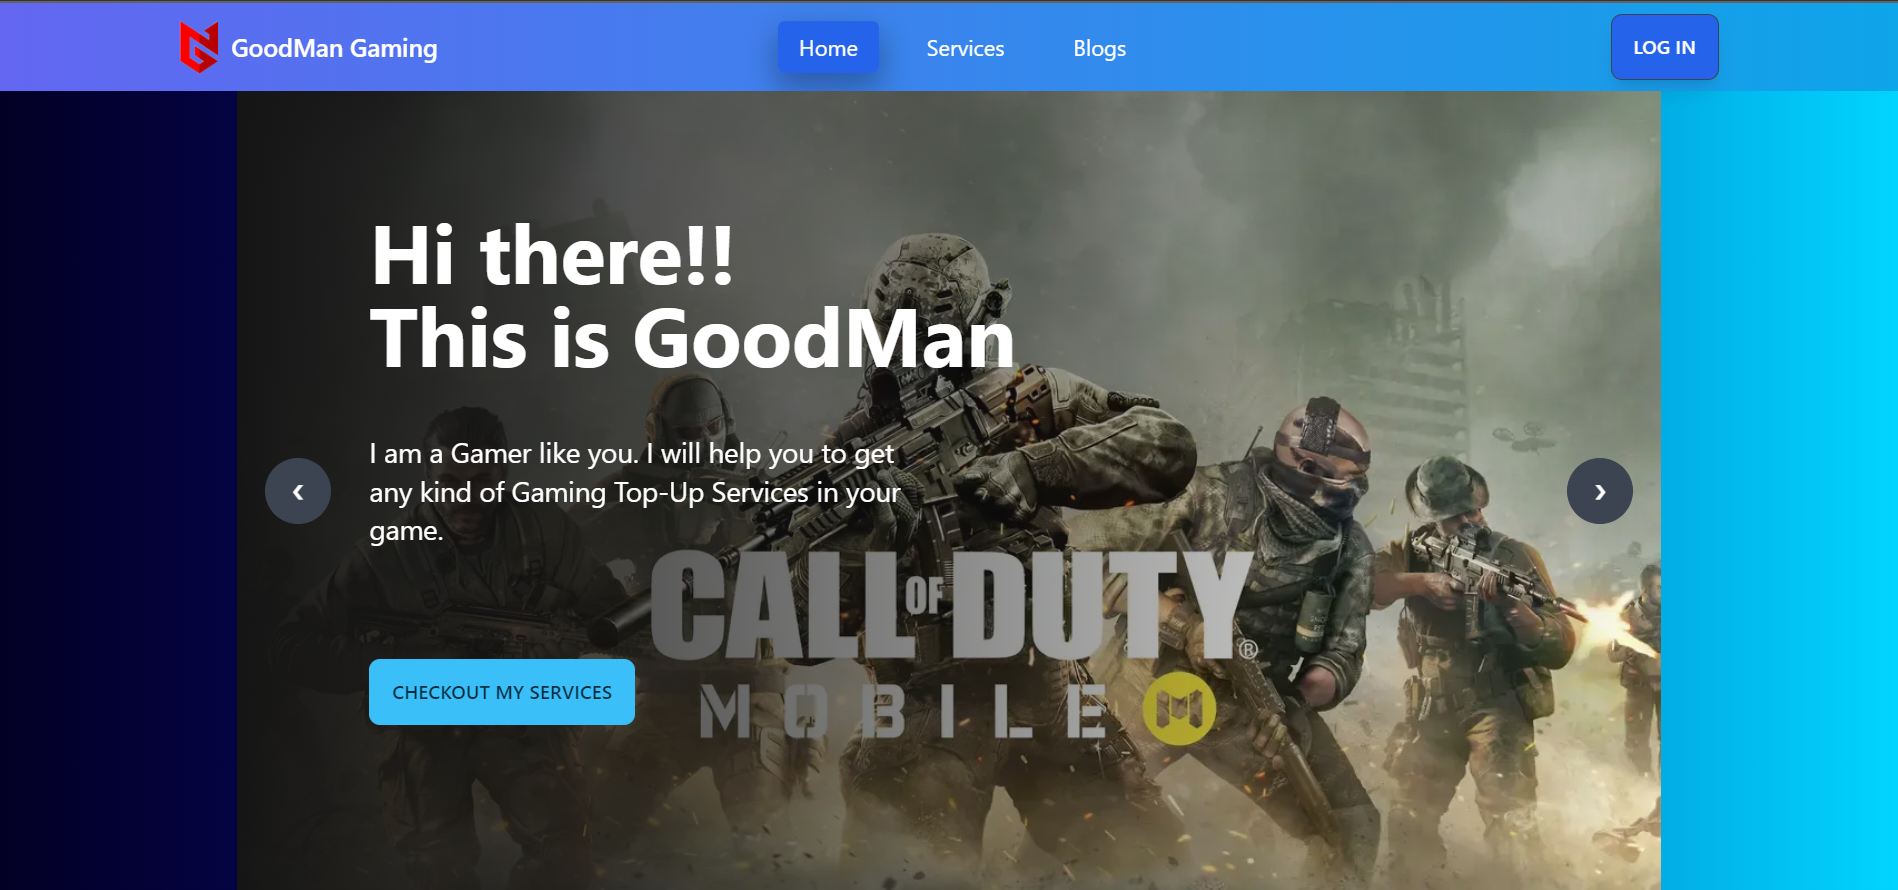 GoodMan Gaming
Home
Services
Blogs
LOG IN
Hi there!!
This is GoodMan
I am a Gamer like you. I will help you to get
any kind of Gaming Top-Up Services in your
game.
CALL OF DUTY®
MOBILE
CHECKOUT MY SERVICES